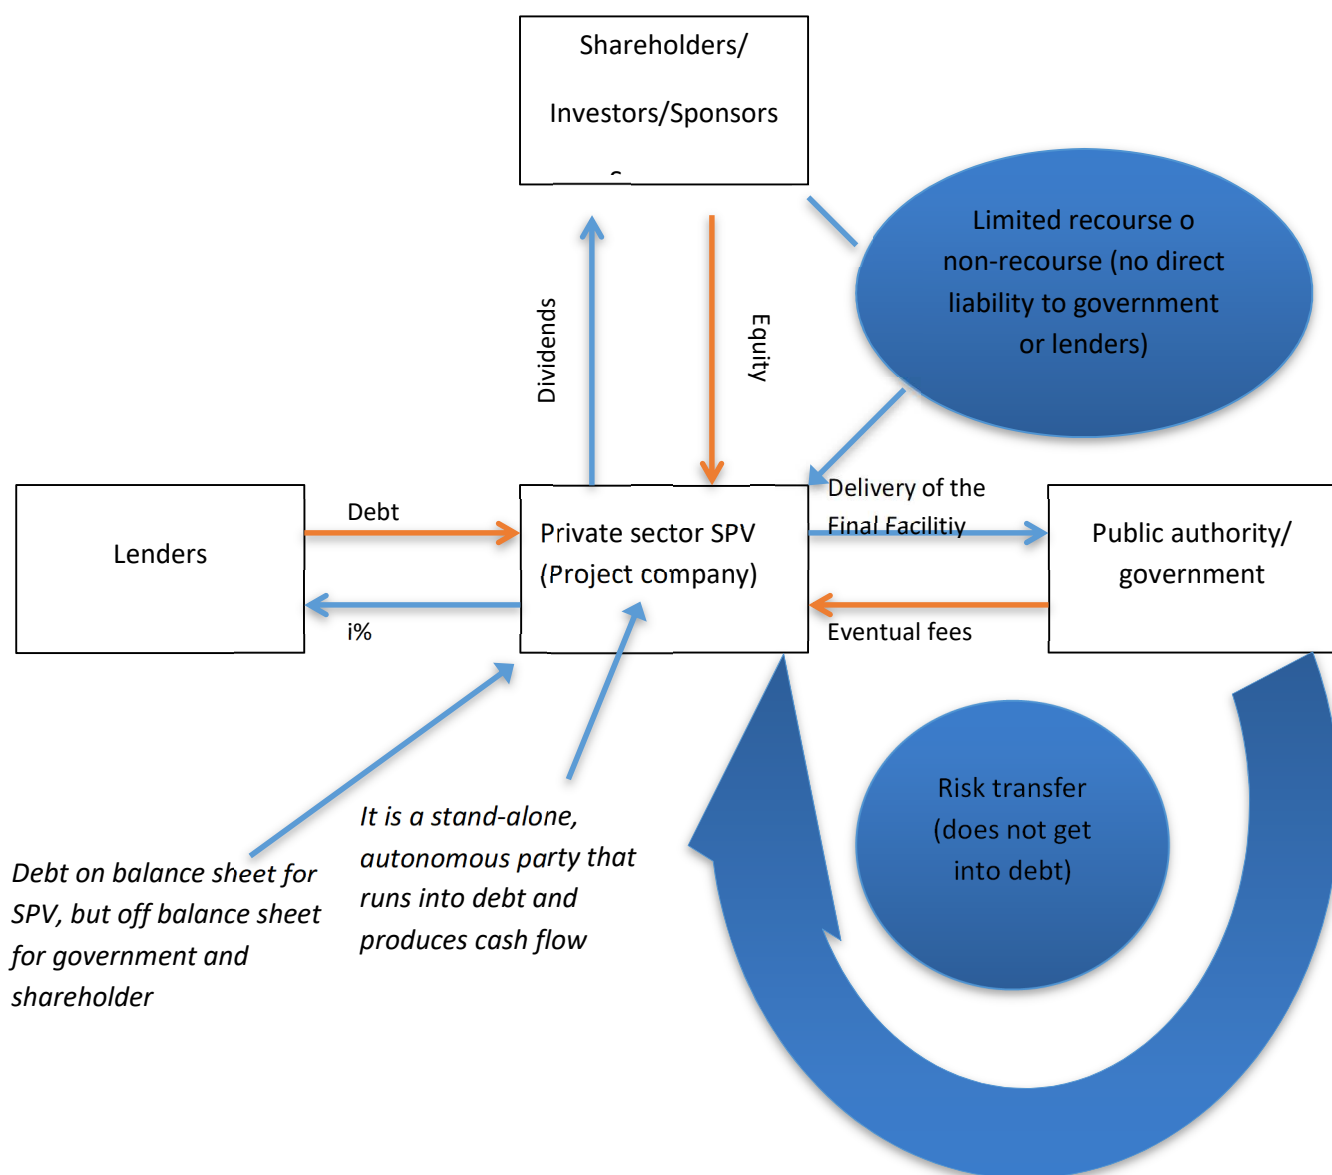 Shareholders/
Investors/Sponsors
Limited recourse o
non-recourse (no direct
liability to government
or lenders)
Dividends
Equity
Lenders
Debt
i%
Private sector SPV
(Project company)
Delivery of the
Final Facilitiy
Eventual fees
Public authority/
government
Risk transfer
(does not get
into debt)
It is a stand-alone,
autonomous party that
runs into debt and
produces cash flow
Debt on balance sheet for
SPV, but off balance sheet
for government and
shareholder